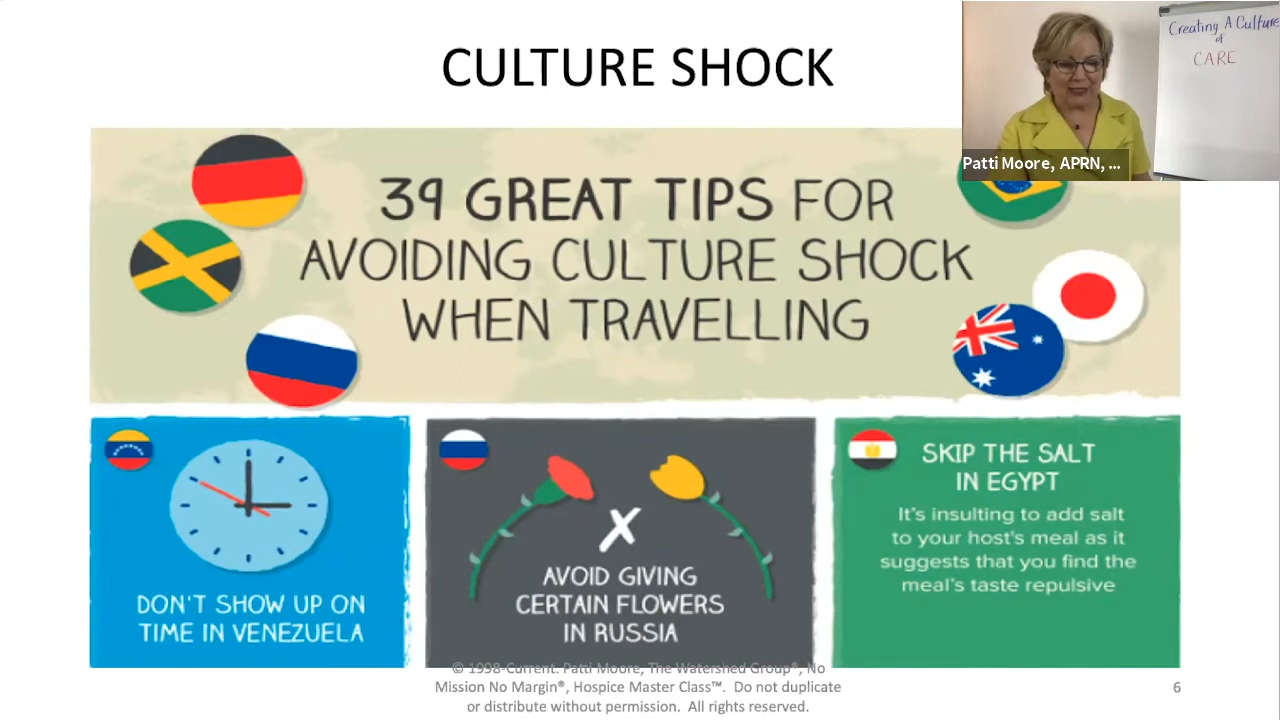 CULTURE SHOCK
Creating A Culture
of
CARE
Patti Moore, APRN, ...
39 GREAT TIPS FOR
AVOIDING CULTURE SHOCK
WHEN TRAVELLING
DON'T SHOW UP ON
TIME IN VENEZUELA
X
AVOID GIVING
CERTAIN FLOWERS
IN RUSSIA
SKIP THE SALT
IN EGYPT
It's insulting to add salt
to your host's meal as it
suggests that you find the
meal's taste repulsive
© 1998-Current. Patti Moore, The Watershed Group®, No
Mission No Margin®, Hospice Master Class™. Do not duplicate
or distribute without permission. All rights reserved.
6